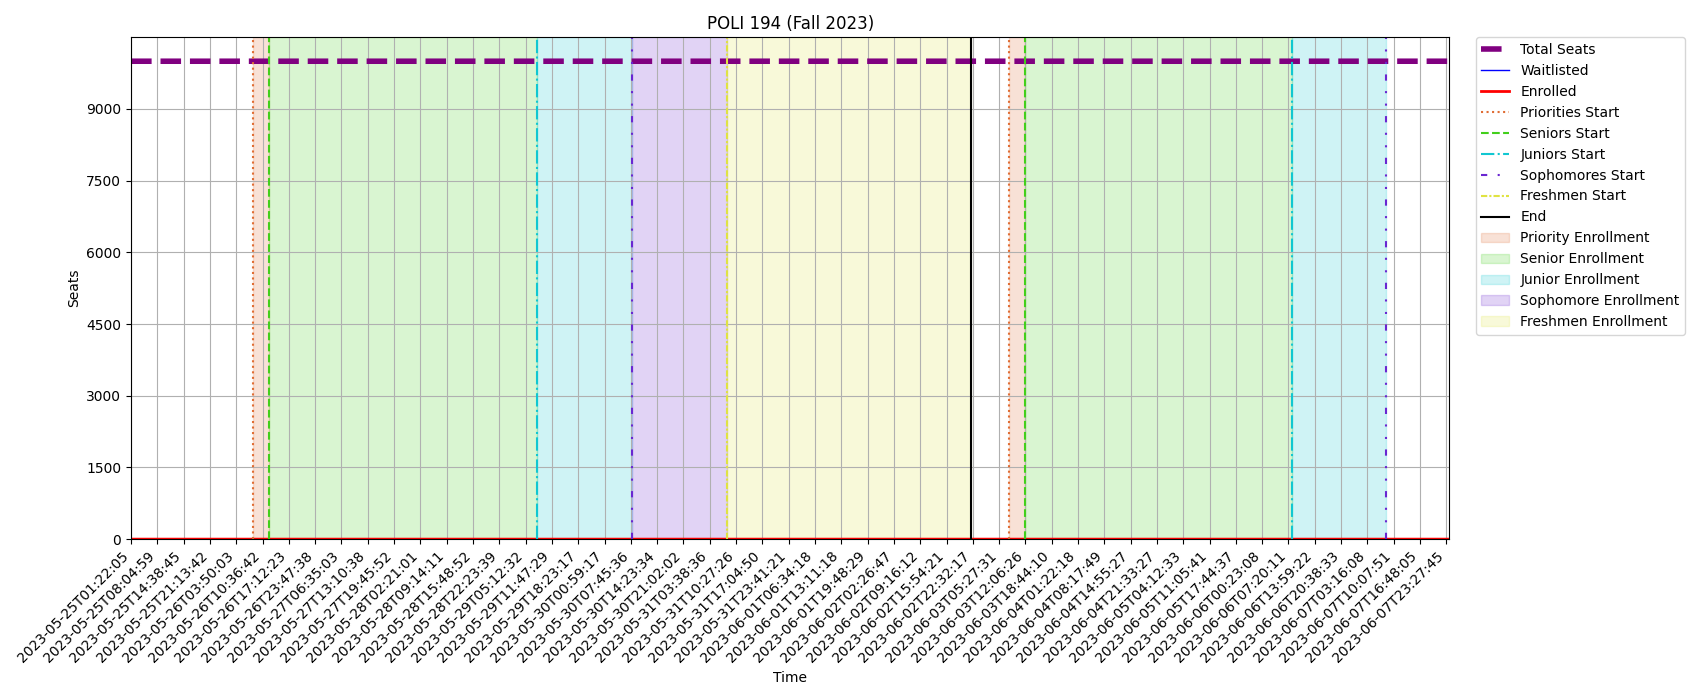 POLI 194 (Fall 2023)
Seats
9000
7500
6000
4500
3000
1500
0
2023-05-25T01:22:05
2023-05-25T08:04:59
2023-05-25T14:38:45
2023-05-25T21:13:42
2023-05-26T03:50:03
2023-05-26T10:36:42
2023-05-26T17:12:23
2023-05-26T23:47:38
2023-05-27T06:35:03
2023-05-27T13:10:38
2023-05-27T19:45:52
2023-05-28T02:21:01
2023-05-28T09:14:11
2023-05-28T15:48:52
2023-05-28T22:23:39
2023-05-29T05:12:32
2023-05-29T11:47:29
2023-05-29T18:23:17
2023-05-30T00:59:17
2023-05-30T07:45:36
2023-05-30T14:23:34
2023-05-30T21:02:02
2023-05-31T03:38:36
2023-05-31T10:27:26
2023-05-31T17:04:50
2023-05-31T23:41:21
2023-06-01T06:34:18
2023-06-01T13:11:18
2023-06-01T19:48:29
2023-06-02T02:26:47
2023-06-02T09:16:12
2023-06-02T15:54:21
2023-06-02T22:32:17
2023-06-03T05:27:31
2023-06-03T12:06:26
2023-06-03T18:44:10
2023-06-04T01:22:18
2023-06-04T08:17:49
2023-06-04T14:55:27
2023-06-04T21:33:27
2023-06-05T04:12:33
2023-06-05T11:05:41
2023-06-05T17:44:37
2023-06-06T00:23:08
2023-06-06T07:20:11
2023-06-06T13:59:22
2023-06-06T20:38:33
2023-06-07T03:16:08
2023-06-07T10:07:51
2023-06-07T16:48:05
2023-06-07T23:27:45
Time
Total Seats
Waitlisted
Enrolled
Priorities Start
Seniors Start
Juniors Start
Sophomores Start
Freshmen Start
End
Priority Enrollment
Senior Enrollment
Junior Enrollment
Sophomore Enrollment
Freshmen Enrollment